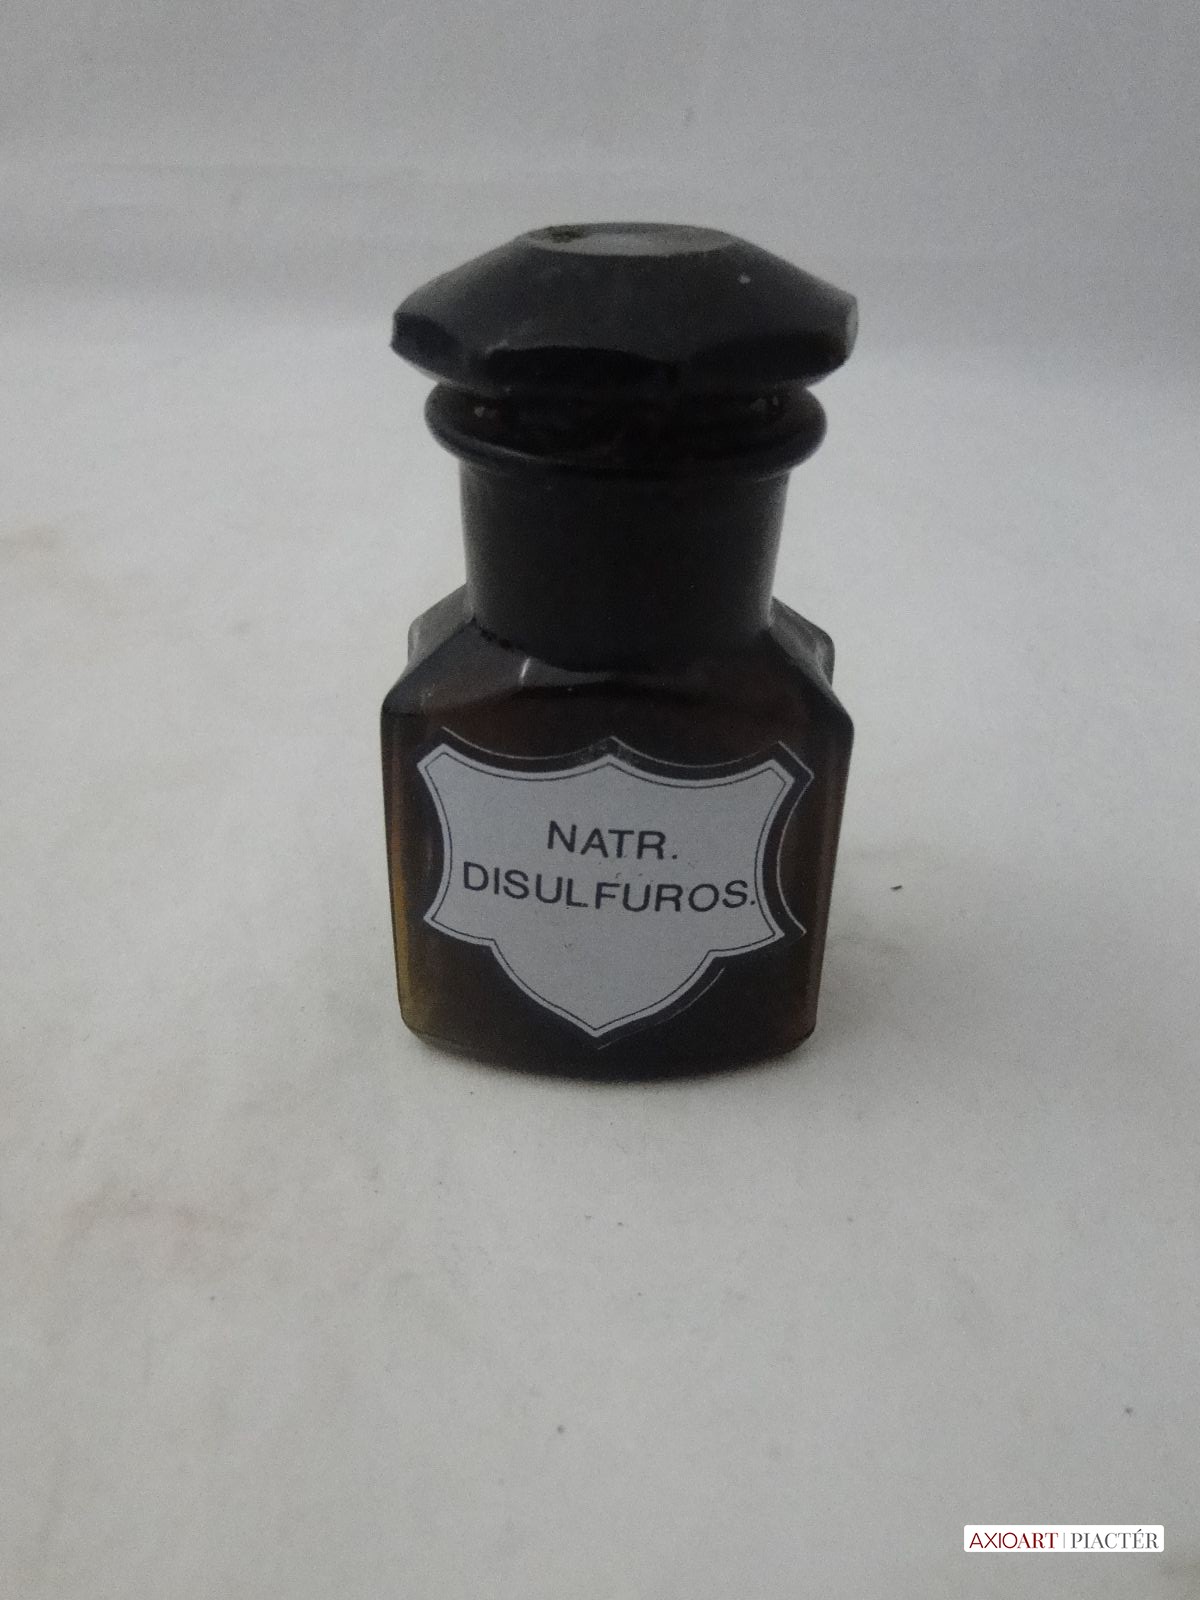 NATR.
DISULFUROS.
AXIOART | PIACTÉR